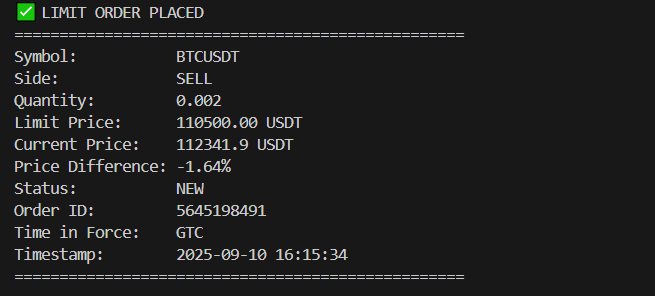 ✅ LIMIT ORDER PLACED
==================================================
Symbol:           BTCUSDT
Side:             SELL
Quantity:         0.002
Limit Price:      110500.00 USDT
Current Price:    112341.9 USDT
Price Difference: -1.64%
Status:           NEW
Order ID:         5645198491
Time in Force:    GTC
Timestamp:        2025-09-10 16:15:34
==================================================